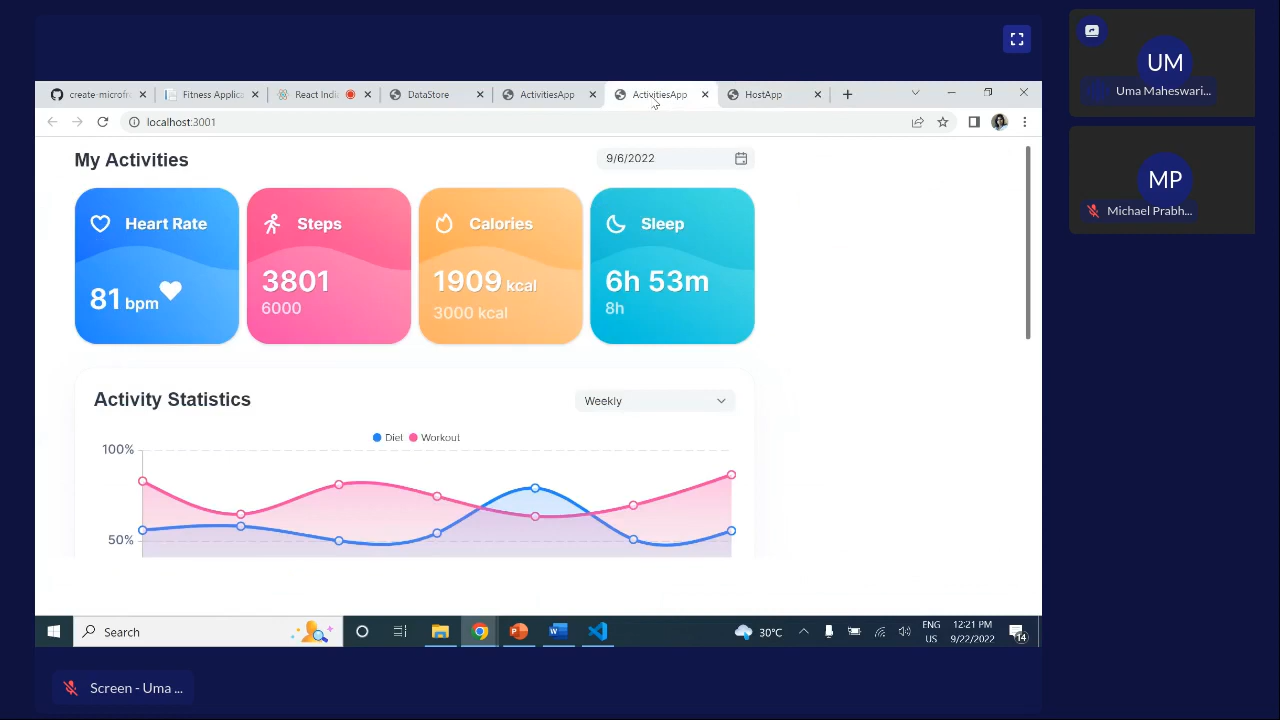 create-microfr
Fitness Applica
React Indi
DataStore
ActivitiesApp
ActivitiesApp
HostApp
localhost:3001
My Activities
9/6/2022
Heart Rate
81 bpm
Steps
3801
6000
Calories
1909 kcal
3000 kcal
Sleep
6h 53m
8h
Activity Statistics
Weekly
Diet Workout
100%
50%
Search
30°C
ENG
US
12:21 PM
9/22/2022
14
Screen - Uma ...
UM
Uma Maheswari...
MP
Michael Prabh...